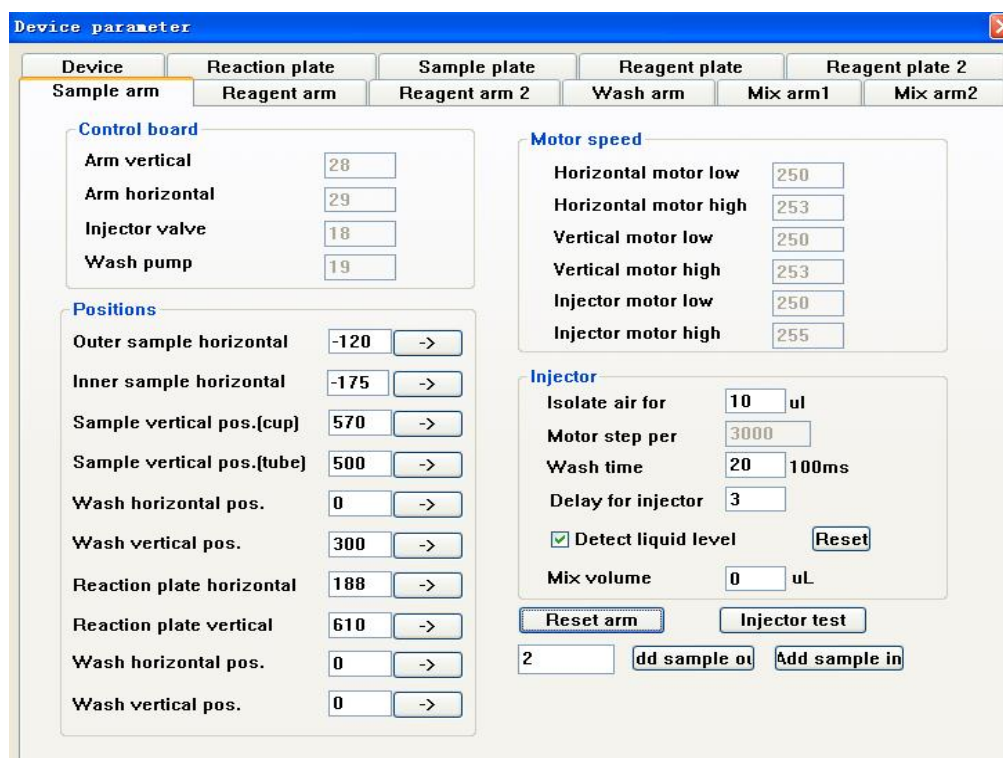 Device parameter
Device Reaction plate Sample plate Reagent plate Reagent plate 2
Sample arm Reagent arm Reagent arm 2 Wash arm Mix arm1 Mix arm2
Control board
Arm vertical 28
Arm horizontal 29
Injector valve 18
Wash pump 19
Positions
Outer sample horizontal -120 ->
Inner sample horizontal -175 ->
Sample vertical pos.(cup) 570 ->
Sample vertical pos.(tube) 500 ->
Wash horizontal pos. 0 ->
Wash vertical pos. 300 ->
Reaction plate horizontal 188 ->
Reaction plate vertical 610 ->
Wash horizontal pos. 0 ->
Wash vertical pos. 0 ->
Motor speed
Horizontal motor low 250
Horizontal motor high 253
Vertical motor low 250
Vertical motor high 253
Injector motor low 250
Injector motor high 255
Injector
Isolate air for 10 ul
Motor step per 3000
Wash time 20 100ms
Delay for injector 3
Detect liquid level Reset
Mix volume 0 uL
Reset arm Injector test
2 dd sample ou Add sample in